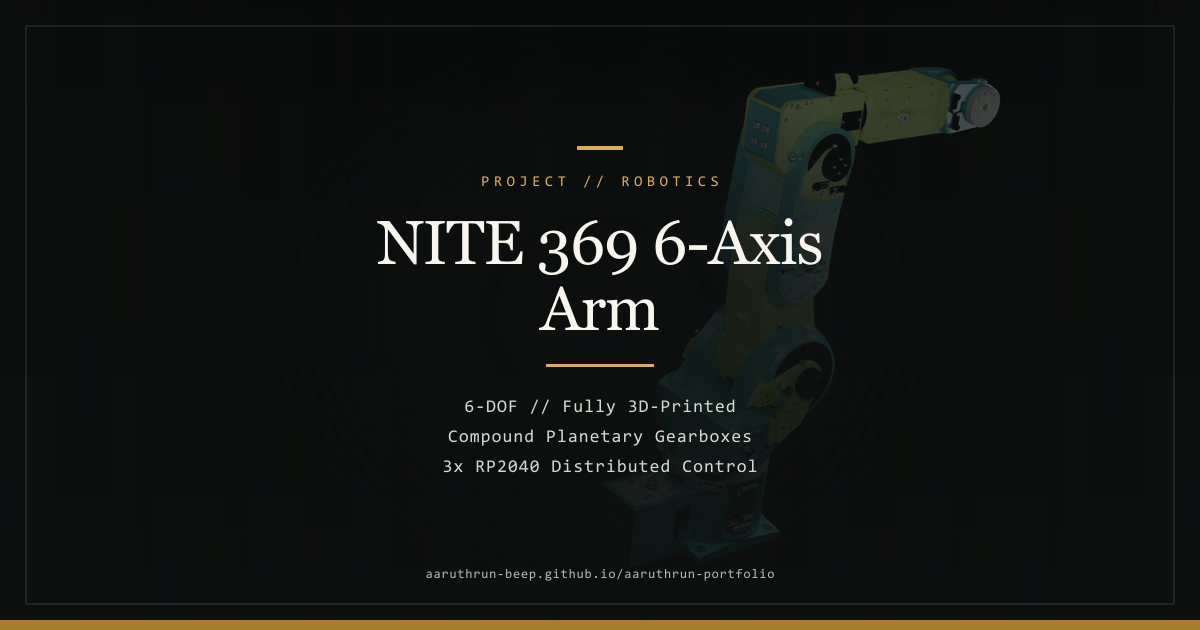 PROJECT // ROBOTICS
NITE 369 6-Axis
Arm
6-DOF // Fully 3D-Printed
Compound Planetary Gearboxes
3x RP2040 Distributed Control
aaruthrun-beep.github.io/aaruthrun-portfolio